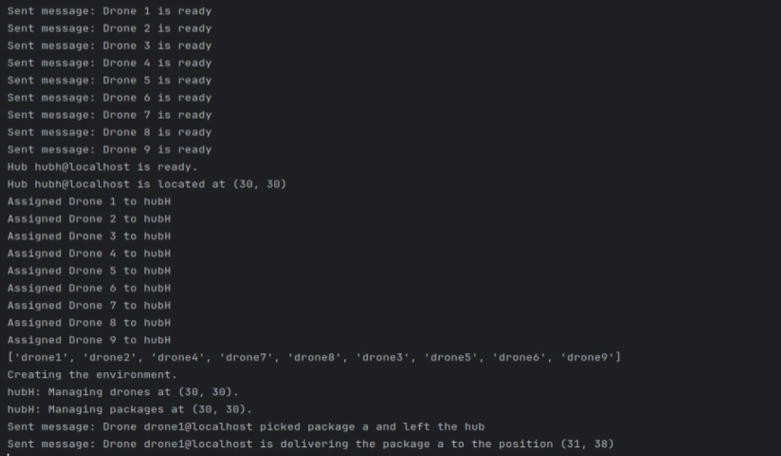 Sent message: Drone 1 is ready
Sent message: Drone 2 is ready
Sent message: Drone 3 is ready
Sent message: Drone 4 is ready
Sent message: Drone 5 is ready
Sent message: Drone 6 is ready
Sent message: Drone 7 is ready
Sent message: Drone 8 is ready
Sent message: Drone 9 is ready
Hub hubh@localhost is ready.
Hub hubh@localhost is located at (30, 30)
Assigned Drone 1 to hubH
Assigned Drone 2 to hubH
Assigned Drone 3 to hubH
Assigned Drone 4 to hubH
Assigned Drone 5 to hubH
Assigned Drone 6 to hubH
Assigned Drone 7 to hubH
Assigned Drone 8 to hubH
Assigned Drone 9 to hubH
['drone1', 'drone2', 'drone4', 'drone7', 'drone8', 'drone3', 'drone5', 'drone6', 'drone9']
Creating the environment.
hubH: Managing drones at (30, 30).
hubH: Managing packages at (30, 30).
Sent message: Drone drone1@localhost picked package a and left the hub
Sent message: Drone drone1@localhost is delivering the package a to the position (31, 38)